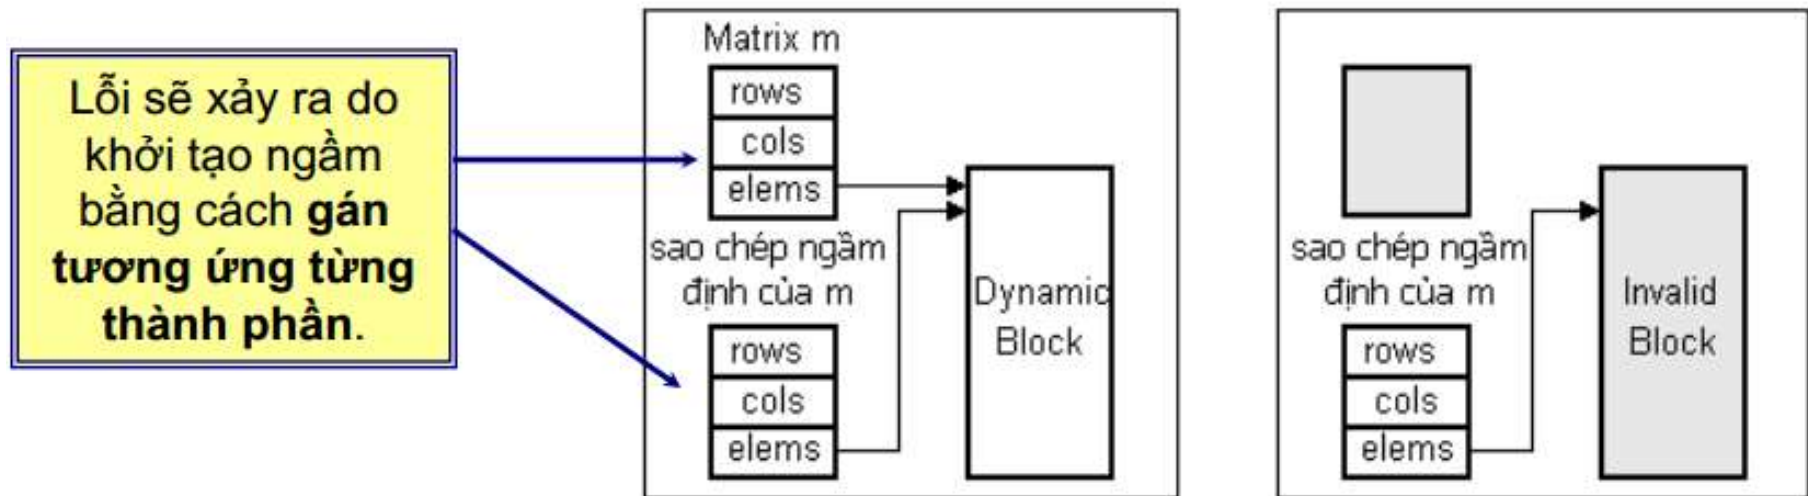 Lỗi sẽ xảy ra do
khởi tạo ngầm
bằng cách gán
tương ứng từng
thành phần.
Matrix m
rows
cols
elems
sao chép ngầm
định của m
rows
cols
elems
Dynamic
Block
sao chép ngầm
định của m
rows
cols
elems
Invalid
Block